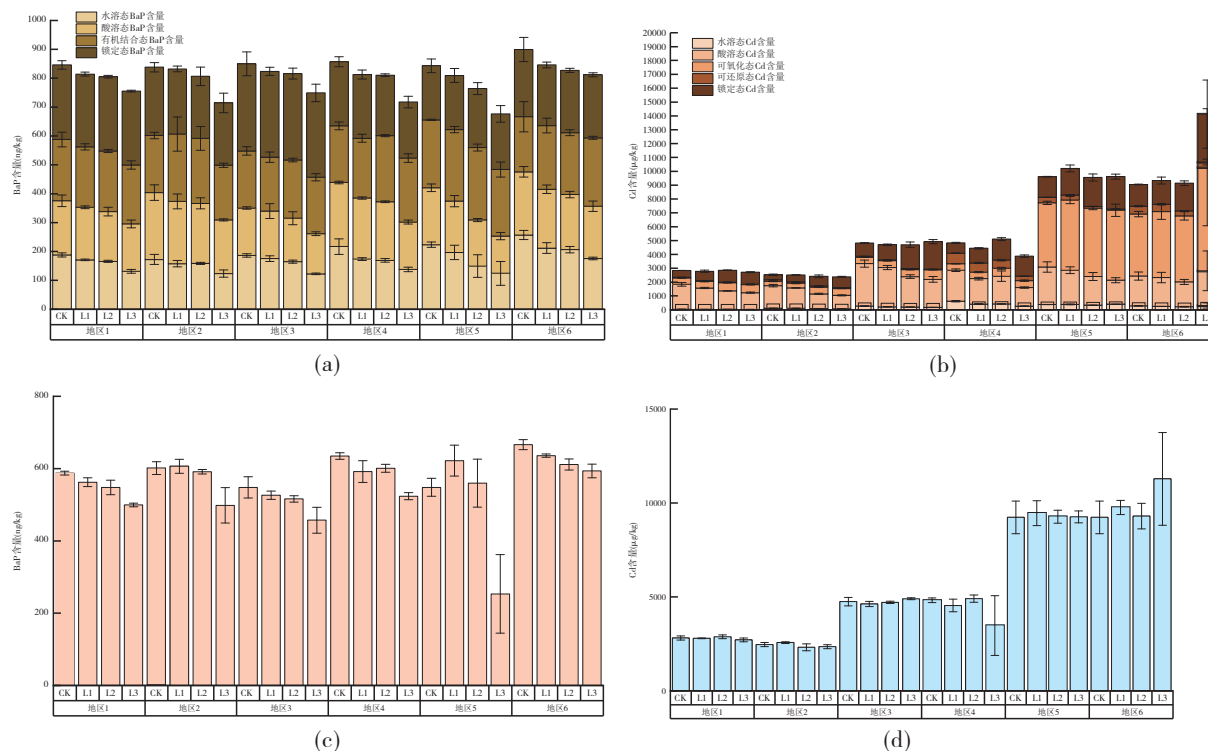 水溶态BaP含量
酸溶态BaP含量
有机结合态BaP含量
锁定态BaP含量
BaP含量(ng/kg)
1000
900
800
700
600
500
400
300
200
100
0
CK L1 L2 L3 CK L1 L2 L3 CK L1 L2 L3 CK L1 L2 L3 CK L1 L2 L3 CK L1 L2 L3
地区1 地区2 地区3 地区4 地区5 地区6
(a)
水溶态Cd含量
酸溶态Cd含量
可氧化态Cd含量
可还原态Cd含量
锁定态Cd含量
Cd含量(μg/kg)
20000
19000
18000
17000
16000
15000
14000
13000
12000
11000
10000
9000
8000
7000
6000
5000
4000
3000
2000
1000
0
CK L1 L2 L3 CK L1 L2 L3 CK L1 L2 L3 CK L1 L2 L3 CK L1 L2 L3 CK L1 L2 L
地区1 地区2 地区3 地区4 地区5 地区6
(b)
BaP含量(ng/kg)
800
600
400
200
0
CK L1 L2 L3 CK L1 L2 L3 CK L1 L2 L3 CK L1 L2 L3 CK L1 L2 L3 CK L1 L2 L3
地区1 地区2 地区3 地区4 地区5 地区6
(c)
Cd含量(μg/kg)
15000
10000
5000
0
CK L1 L2 L3 CK L1 L2 L3 CK L1 L2 L3 CK L1 L2 L3 CK L1 L2 L3 CK L1 L2 L3
地区1 地区2 地区3 地区4 地区5 地区6
(d)